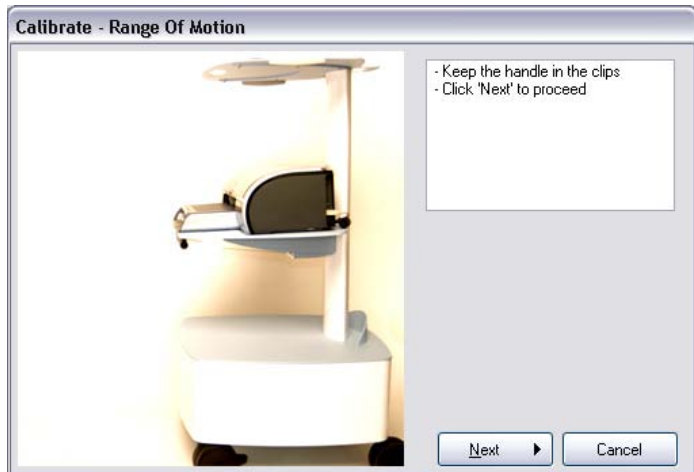 Calibrate - Range Of Motion
- Keep the handle in the clips
- Click 'Next' to proceed
Next
Cancel